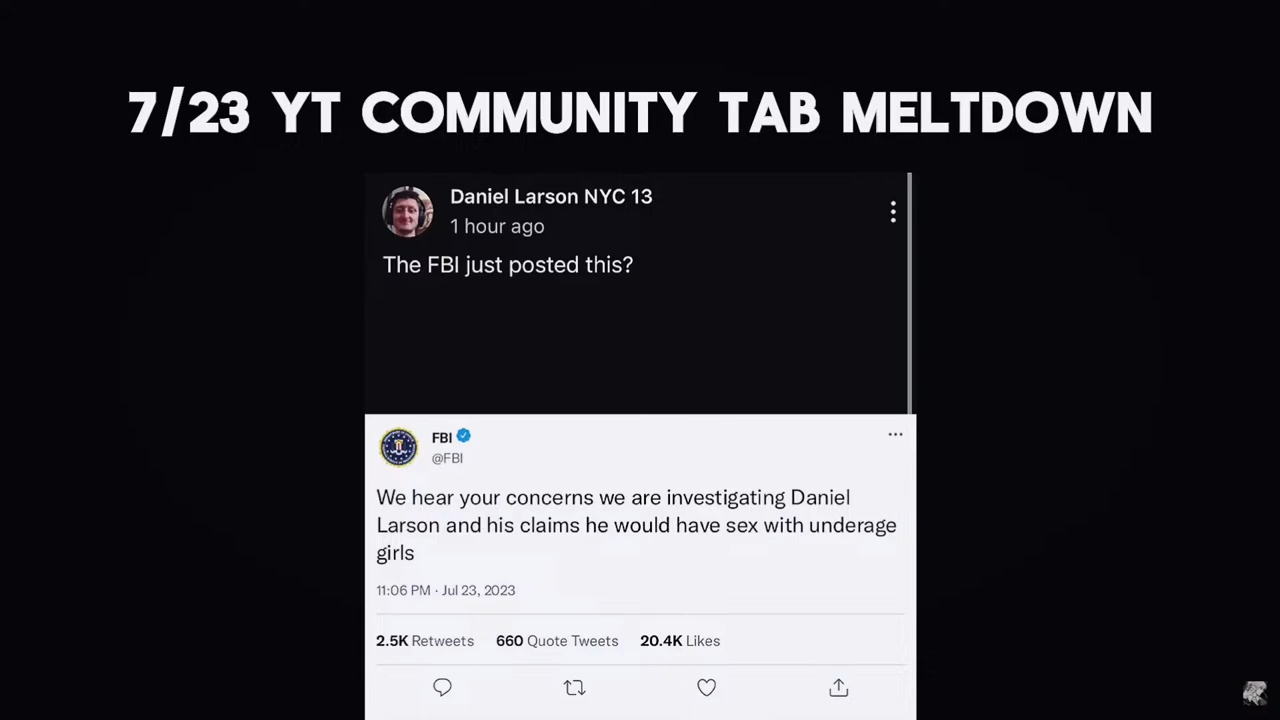 7/23 YT COMMUNITY TAB MELTDOWN
Daniel Larson NYC 13
1 hour ago
The FBI just posted this?
FBI
@FBI
We hear your concerns we are investigating Daniel
Larson and his claims he would have sex with underage
girls
11:06 PM · Jul 23, 2023
2.5K Retweets 660 Quote Tweets 20.4K Likes